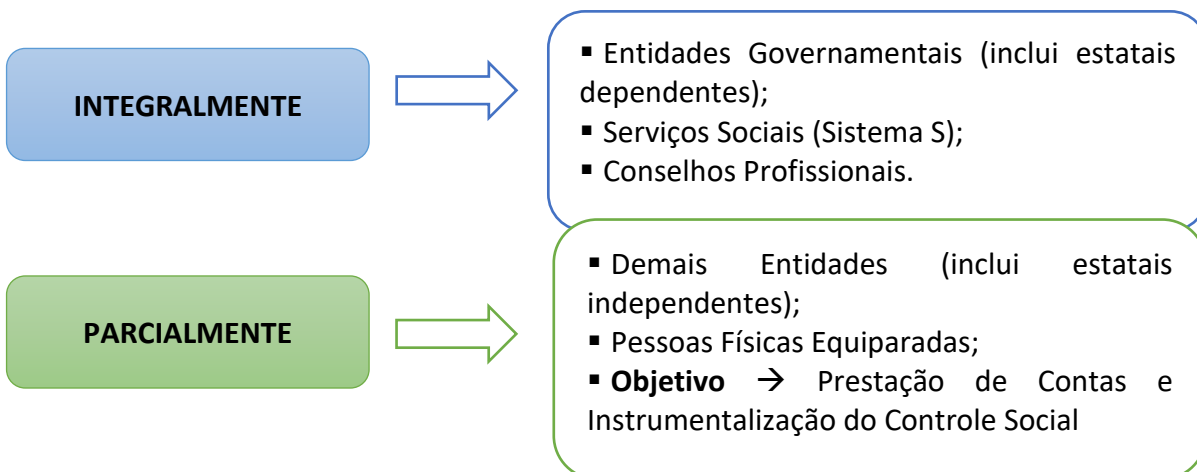 INTEGRALMENTE
▪ Entidades Governamentais (inclui estatais
dependentes);
▪ Serviços Sociais (Sistema S);
▪ Conselhos Profissionais.
PARCIALMENTE
▪ Demais Entidades (inclui estatais
independentes);
▪ Pessoas Físicas Equiparadas;
▪ Objetivo → Prestação de Contas e
Instrumentalização do Controle Social